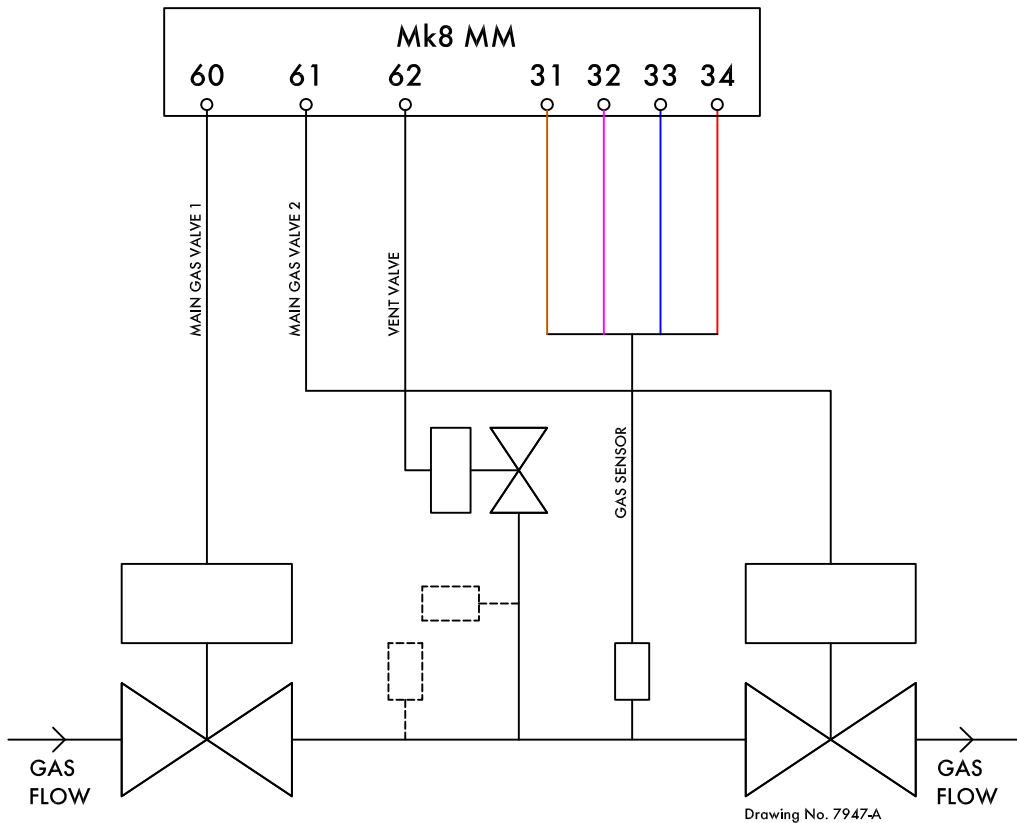 Mk8 MM
60 61 62 31 32 33 34
MAIN GAS VALVE 1
MAIN GAS VALVE 2
VENT VALVE
GAS SENSOR
GAS
FLOW
GAS
FLOW
Drawing No. 7947-A